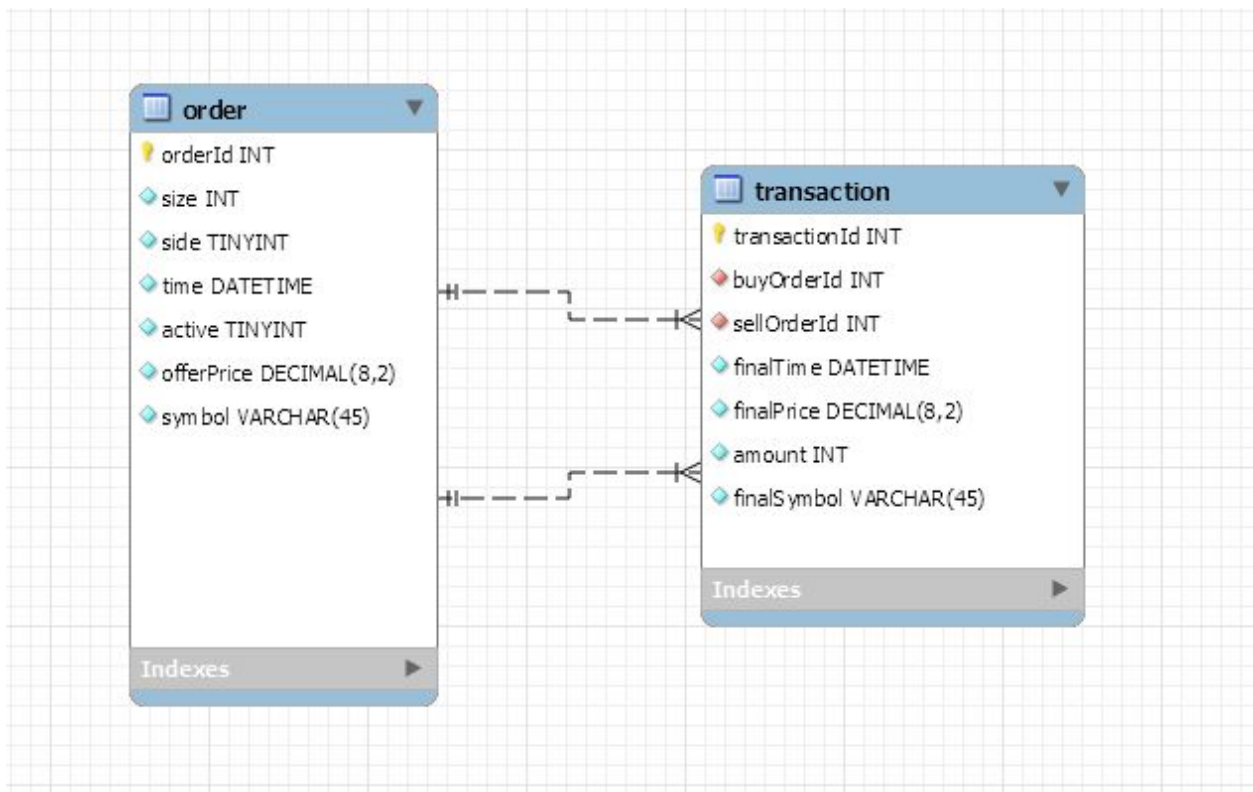 order
orderId INT
size INT
side TINYINT
time DATETIME
active TINYINT
offerPrice DECIMAL(8,2)
symbol VARCHAR(45)
Indexes
transaction
transactionId INT
buyOrderId INT
sellOrderId INT
finalTime DATETIME
finalPrice DECIMAL(8,2)
amount INT
finalSymbol VARCHAR(45)
Indexes